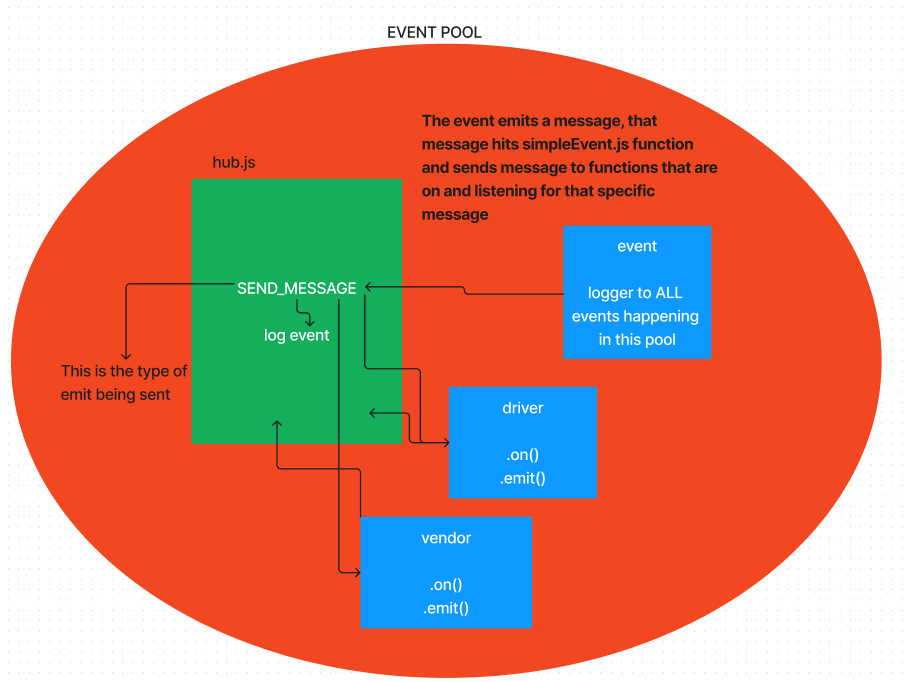 EVENT POOL
The event emits a message, that
message hits simpleEvent.js function
and sends message to functions that are
on and listening for that specific
message
hub.js
event
logger to ALL
events happening
in this pool
SEND_MESSAGE
log event
This is the type of
emit being sent
driver
.on()
.emit()
vendor
.on()
.emit()